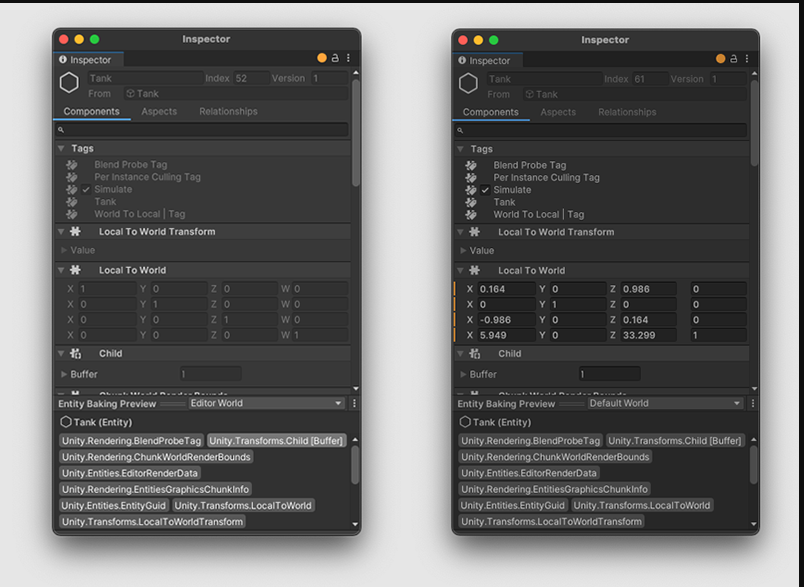 Inspector
Inspector
Tank Index 52 Version 1
From Tank
Components Aspects Relationships
Tags
Blend Probe Tag
Per Instance Culling Tag
Simulate
Tank
World To Local | Tag
Local To World Transform
Value
Local To World
X 1 Y 0 Z 0 W 0
X 0 Y 1 Z 0 W 0
X 0 Y 0 Z 1 W 0
X 0 Y 0 Z 0 W 1
Child
Buffer 1
Chunk World Render Bounds
Entity Baking Preview Editor World
Tank (Entity)
Unity.Rendering.BlendProbeTag Unity.Transforms.Child [Buffer]
Unity.Rendering.ChunkWorldRenderBounds
Unity.Entities.EditorRenderData
Unity.Rendering.EntitiesGraphicsChunkInfo
Unity.Entities.EntityGuid Unity.Transforms.LocalToWorld
Unity.Transforms.LocalToWorldTransform
Inspector
Inspector
Tank Index 61 Version 1
From Tank
Components Aspects Relationships
Tags
Blend Probe Tag
Per Instance Culling Tag
Simulate
Tank
World To Local | Tag
Local To World Transform
Value
Local To World
X 0.164 Y 0 Z 0.986 0
X 0 Y 1 Z 0 0
X -0.986 Y 0 Z 0.164 0
X 5.949 Y 0 Z 33.299 1
Child
Buffer 1
Chunk World Render Bounds
Entity Baking Preview Default World
Tank (Entity)
Unity.Rendering.BlendProbeTag Unity.Transforms.Child [Buffer]
Unity.Rendering.ChunkWorldRenderBounds
Unity.Entities.EditorRenderData
Unity.Rendering.EntitiesGraphicsChunkInfo
Unity.Entities.EntityGuid Unity.Transforms.LocalToWorld
Unity.Transforms.LocalToWorldTransform